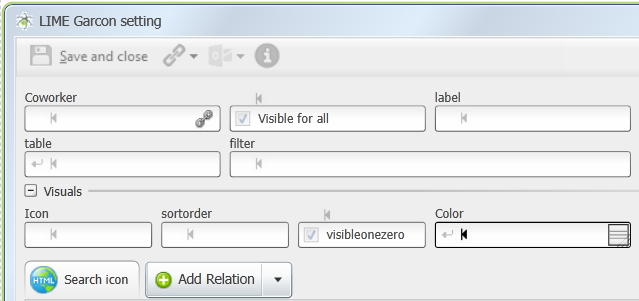 LIME Garcon setting
Save and close
Coworker
label
Visible for all
table
filter
Visuals
Icon
sortorder
Color
visibleonezero
HTML
Search icon
Add Relation